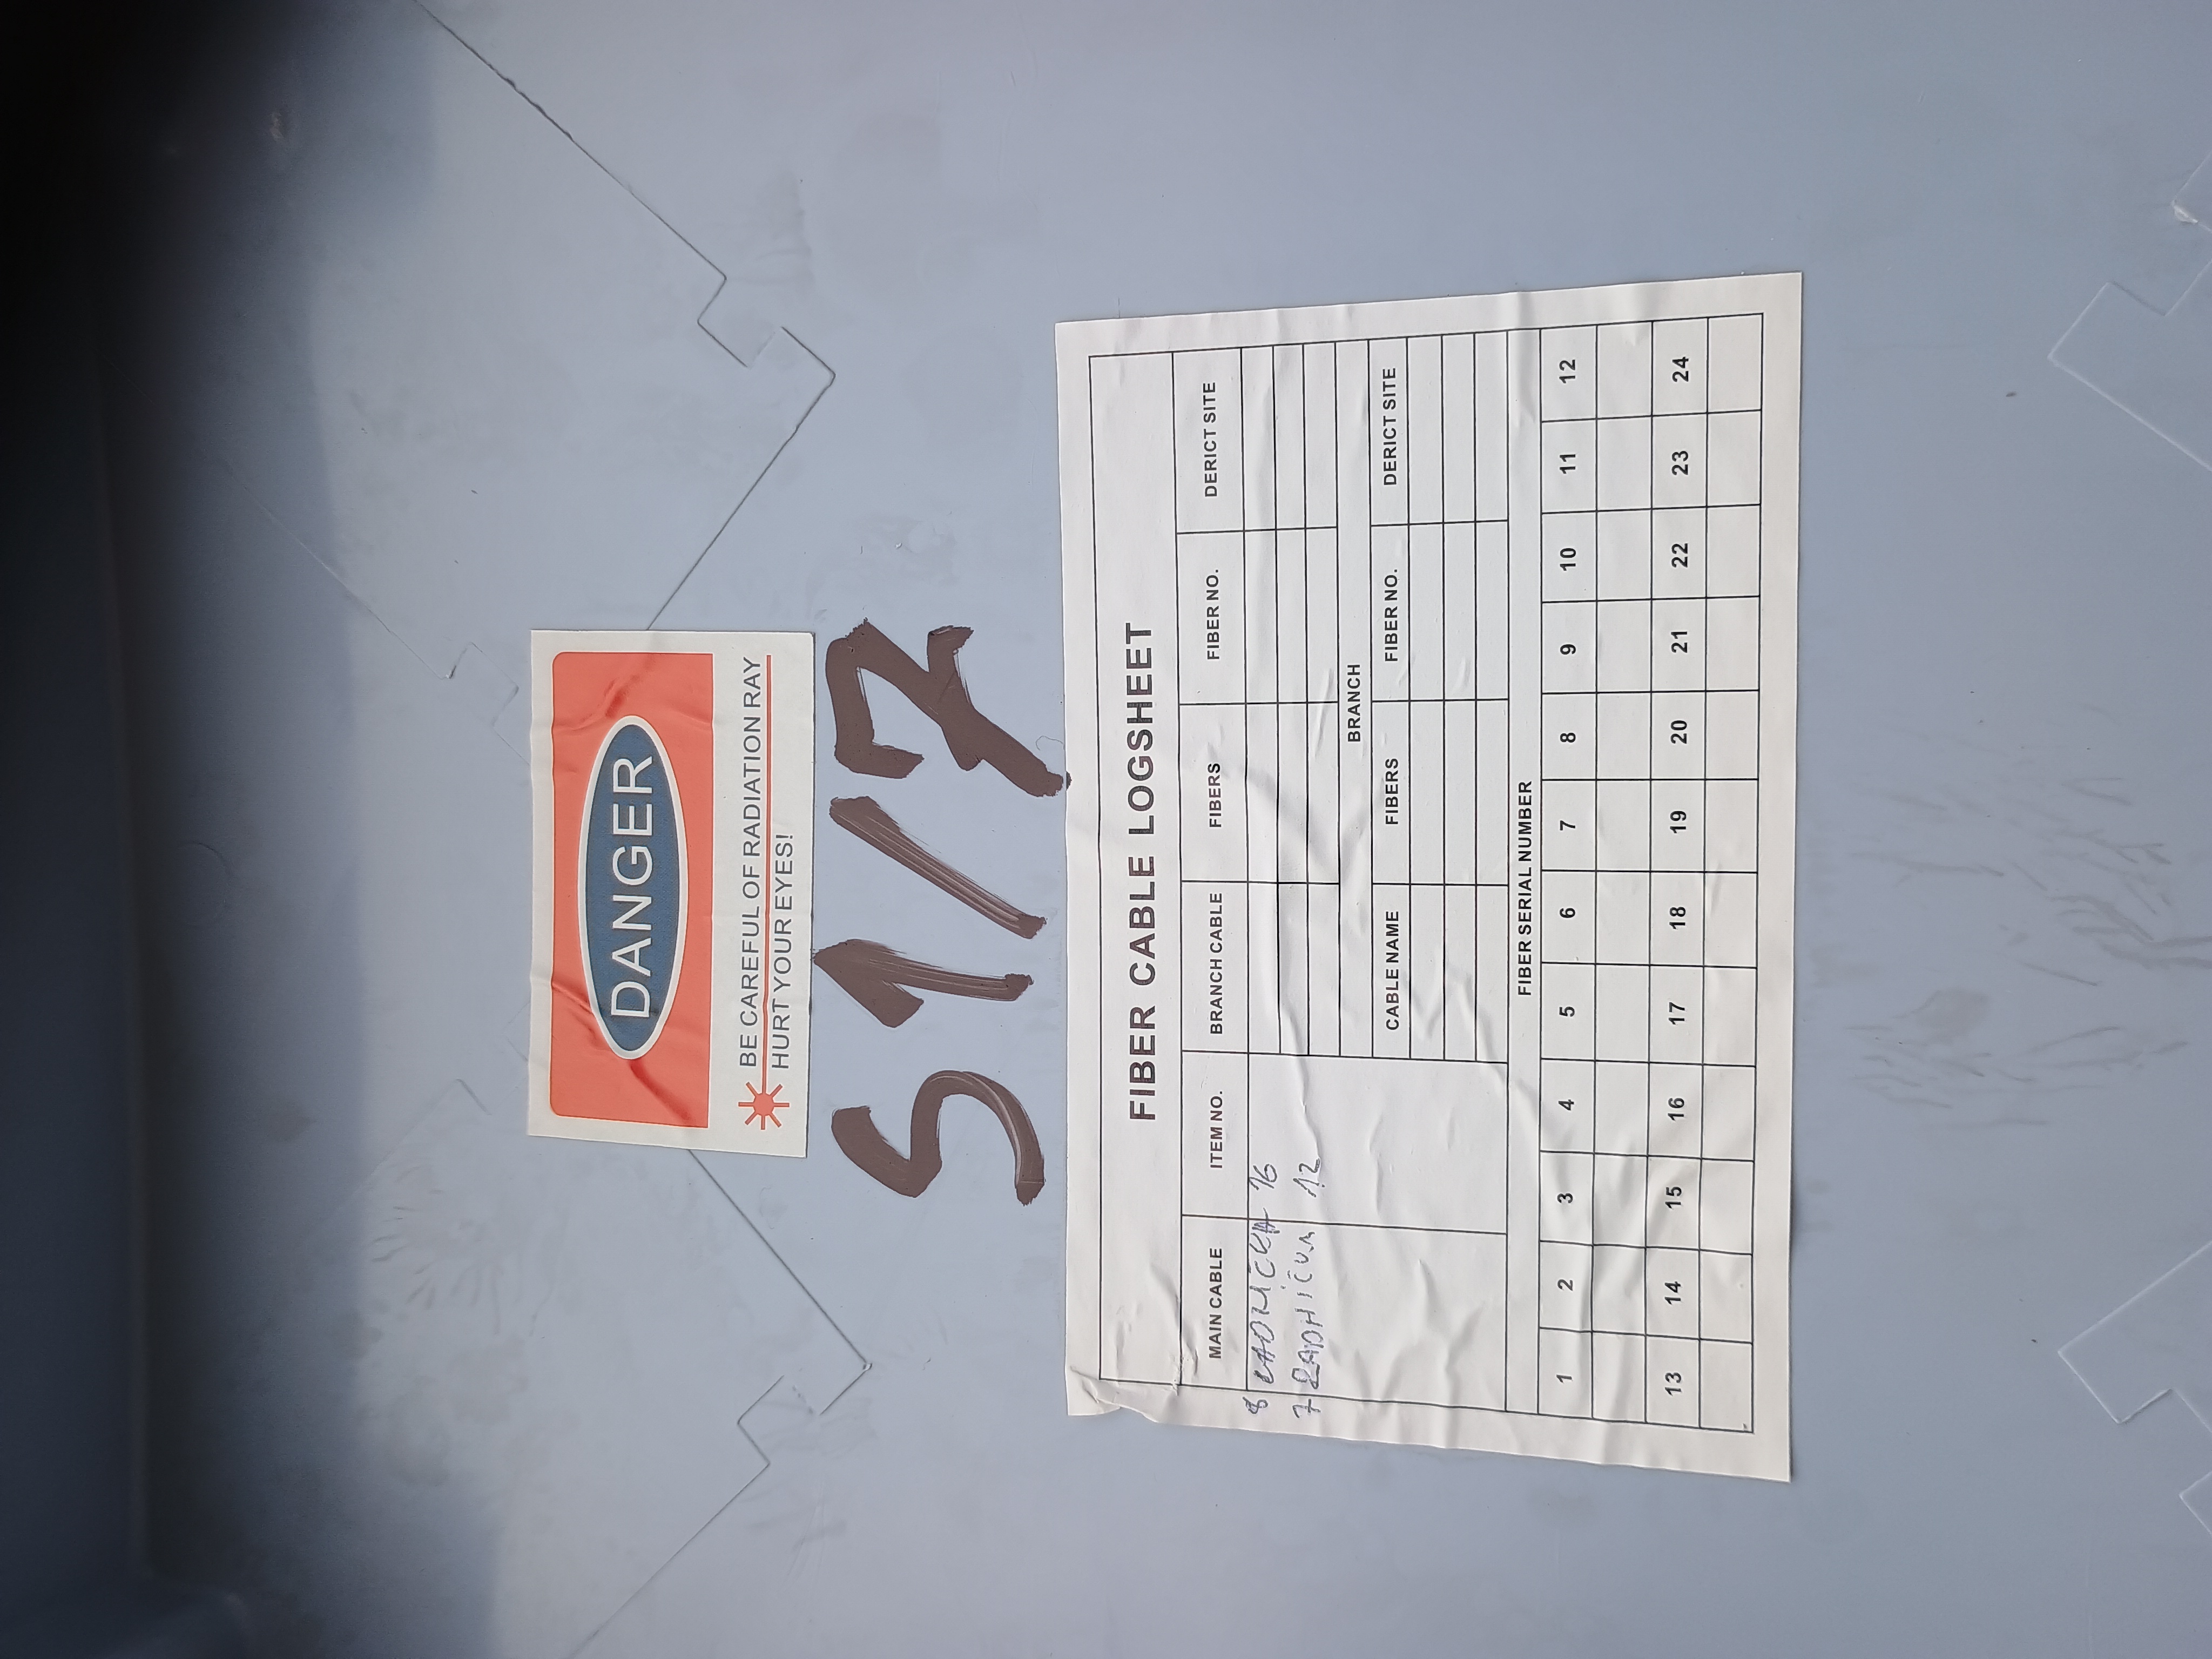 DANGER
BE CAREFUL OF RADIATION RAY
HURT YOUR EYES!
S1/7
FIBER CABLE LOGSHEET
MAIN CABLE ITEM NO. BRANCH CABLE FIBERS FIBER NO. DERICT SITE
8 16
7 12
BRANCH
CABLE NAME FIBERS FIBER NO. DERICT SITE
FIBER SERIAL NUMBER
1 2 3 4 5 6 7 8 9 10 11 12
13 14 15 16 17 18 19 20 21 22 23 24